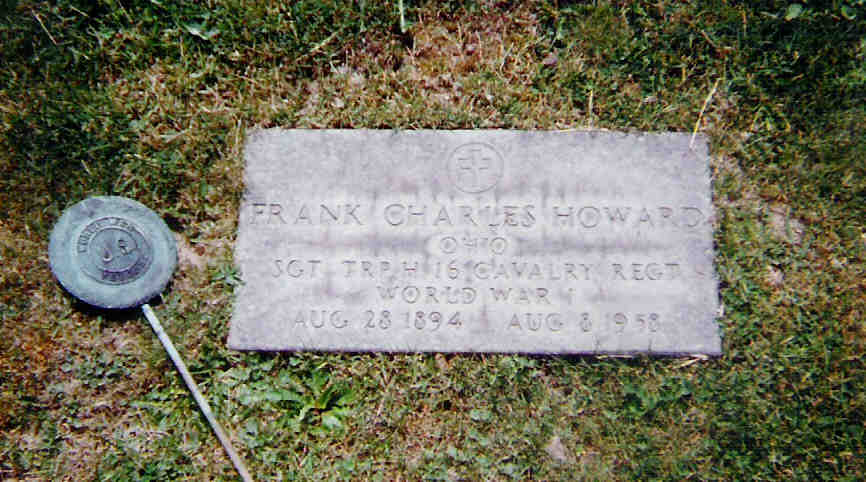 FRANK CHARLES HOWARD
OHIO
SGT TRP H 16 CAVALRY REGT
WORLD WAR I
AUG 28 1894 AUG 8 1958